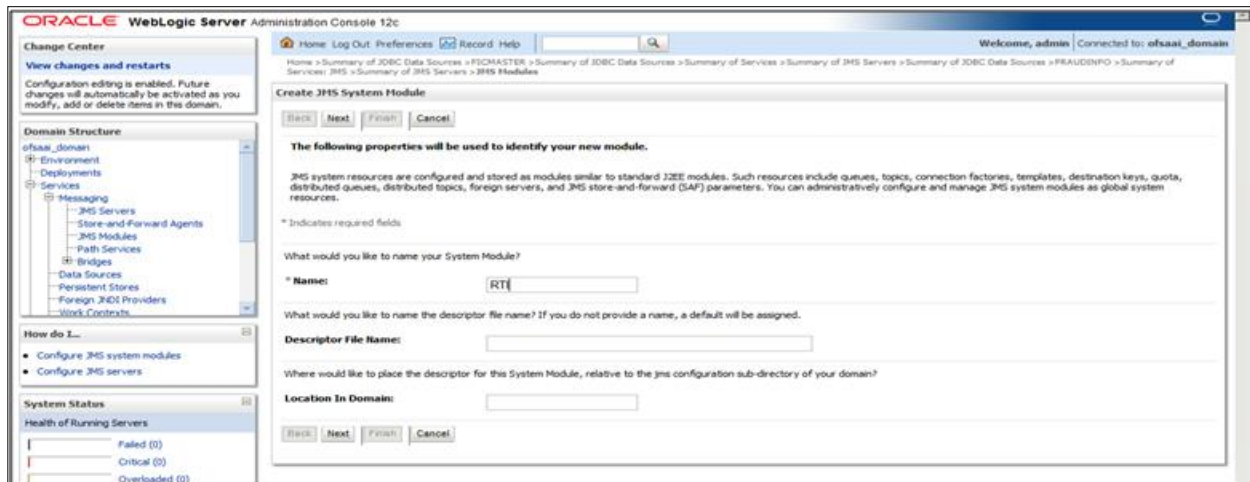 ORACLE WebLogic Server Administration Console 12c
Change Center
View changes and restarts
Configuration editing is enabled. Future
changes will automatically be activated as you
modify, add or delete items in this domain.
Domain Structure
ofsaai_domain
Environment
Deployments
Services
Messaging
JMS Servers
Store-and-Forward Agents
JMS Modules
Path Services
Bridges
Data Sources
Persistent Stores
Foreign JNDI Providers
Work Contexts
How do I...
Configure JMS system modules
Configure JMS servers
System Status
Health of Running Servers
Failed (0)
Critical (0)
Overloaded (0)
Home Log Out Preferences Record Help
Welcome, admin Connected to: ofsaai_domain
Home >Summary of JDBC Data Sources >FICMASTER >Summary of JDBC Data Sources >Summary of Services >Summary of JMS Servers >Summary of JDBC Data Sources >FRAUDINFO >Summary of
Services: JMS >Summary of JMS Servers >JMS Modules
Create JMS System Module
Back Next Finish Cancel
The following properties will be used to identify your new module.
JMS system resources are configured and stored as modules similar to standard J2EE modules. Such resources include queues, topics, connection factories, templates, destination keys, quota,
distributed queues, distributed topics, foreign servers, and JMS store-and-forward (SAF) parameters. You can administratively configure and manage JMS system modules as global system
resources.
* Indicates required fields
What would you like to name your System Module?
* Name: RTI
What would you like to name the descriptor file name? If you do not provide a name, a default will be assigned.
Descriptor File Name:
Where would like to place the descriptor for this System Module, relative to the jms configuration sub-directory of your domain?
Location In Domain:
Back Next Finish Cancel